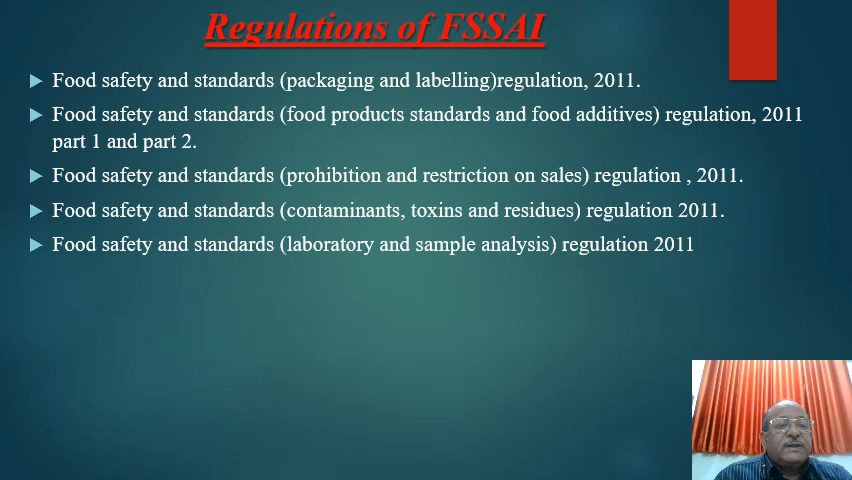 Regulations of FSSAI
Food safety and standards (packaging and labelling)regulation, 2011.
Food safety and standards (food products standards and food additives) regulation, 2011
part 1 and part 2.
Food safety and standards (prohibition and restriction on sales) regulation , 2011.
Food safety and standards (contaminants, toxins and residues) regulation 2011.
Food safety and standards (laboratory and sample analysis) regulation 2011